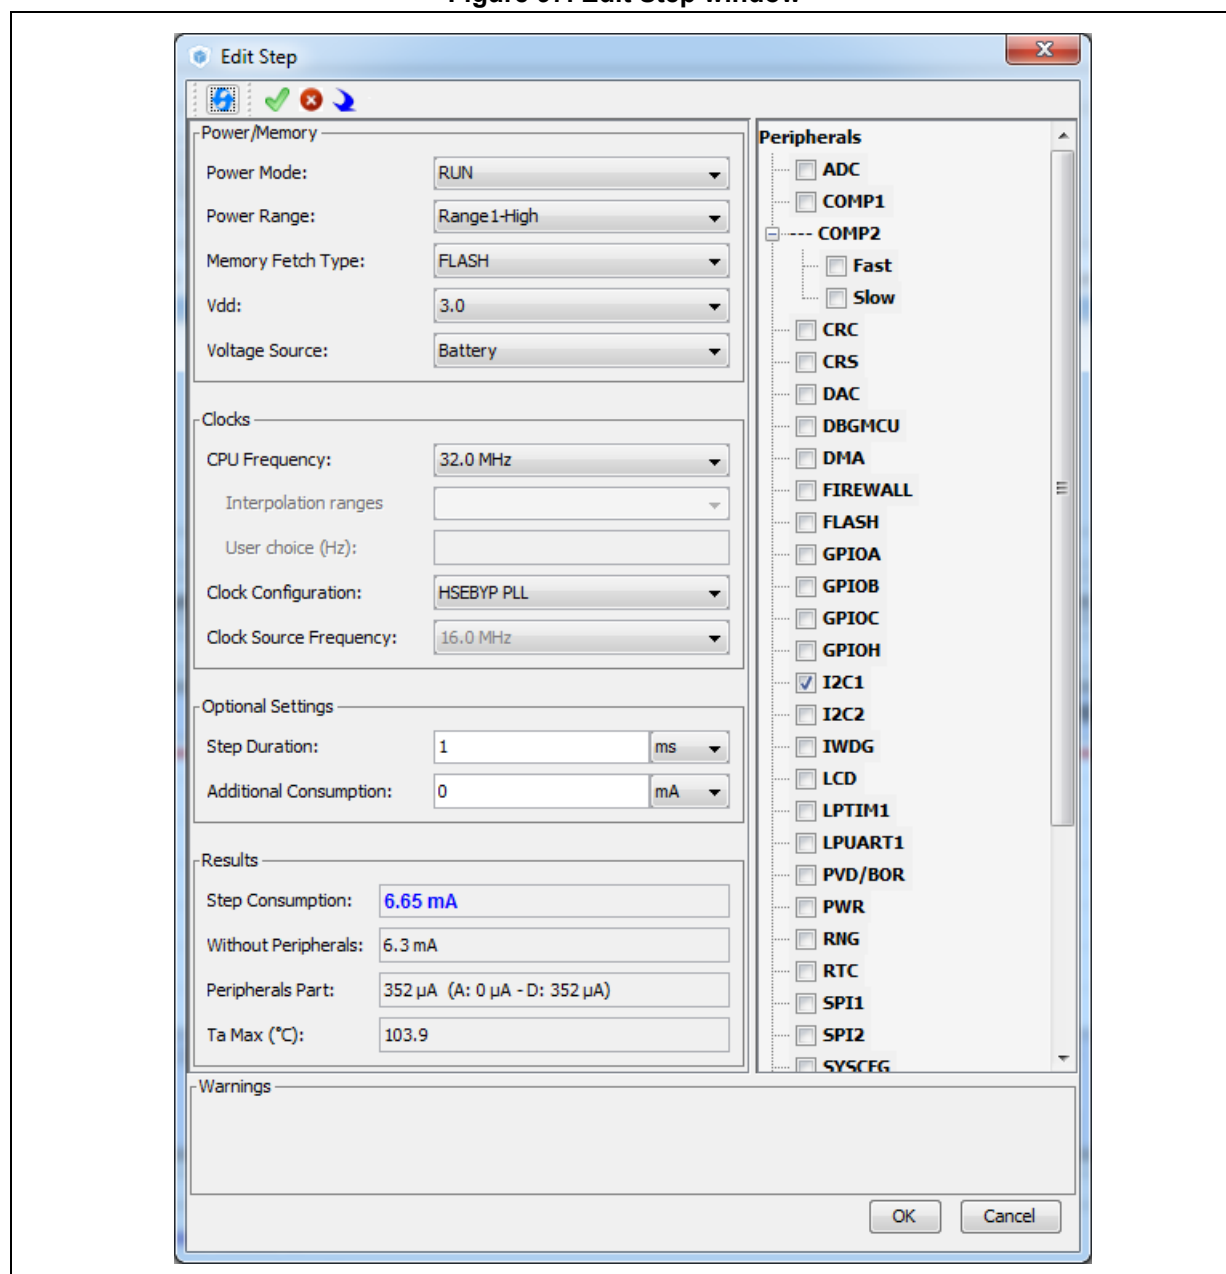 Edit Step
Power/Memory
Power Mode: RUN
Power Range: Range1-High
Memory Fetch Type: FLASH
Vdd: 3.0
Voltage Source: Battery
Clocks
CPU Frequency: 32.0 MHz
Interpolation ranges
User choice (Hz):
Clock Configuration: HSEBYP PLL
Clock Source Frequency: 16.0 MHz
Optional Settings
Step Duration: 1 ms
Additional Consumption: 0 mA
Results
Step Consumption: 6.65 mA
Without Peripherals: 6.3 mA
Peripherals Part: 352 µA (A: 0 µA - D: 352 µA)
Ta Max (°C): 103.9
Peripherals
ADC
COMP1
COMP2
Fast
Slow
CRC
CRS
DAC
DBGMCU
DMA
FIREWALL
FLASH
GPIOA
GPIOB
GPIOC
GPIOH
I2C1
I2C2
IWDG
LCD
LPTIM1
LPUART1
PVD/BOR
PWR
RNG
RTC
SPI1
SPI2
SYSCFG
Warnings
OK Cancel